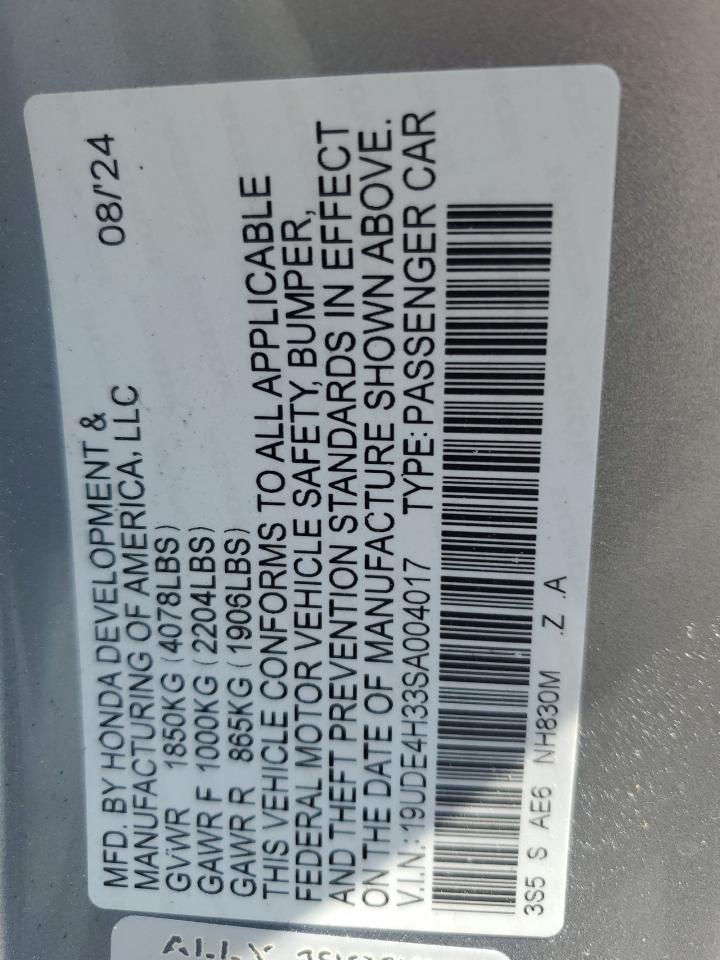 MFD. BY HONDA DEVELOPMENT &
MANUFACTURING OF AMERICA, LLC 08/'24
GVWR 1850KG (4078LBS)
GAWR F 1000KG (2204LBS)
GAWR R 865KG (1906LBS)
THIS VEHICLE CONFORMS TO ALL APPLICABLE
FEDERAL MOTOR VEHICLE SAFETY, BUMPER,
AND THEFT PREVENTION STANDARDS IN EFFECT
ON THE DATE OF MANUFACTURE SHOWN ABOVE.
V.I.N.: 19UDE4H33SA004017 TYPE: PASSENGER CAR
3S5 S AE6 NH830M .Z .A